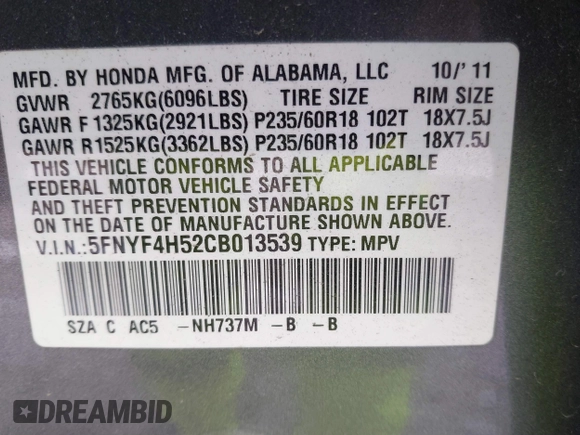 MFD. BY HONDA MFG. OF ALABAMA, LLC 10/'11
GVWR 2765KG(6096LBS) TIRE SIZE RIM SIZE
GAWR F 1325KG(2921LBS) P235/60R18 102T 18X7.5J
GAWR R 1525KG(3362LBS) P235/60R18 102T 18X7.5J
THIS VEHICLE CONFORMS TO ALL APPLICABLE
FEDERAL MOTOR VEHICLE SAFETY
AND THEFT PREVENTION STANDARDS IN EFFECT
ON THE DATE OF MANUFACTURE SHOWN ABOVE.
V.I.N.:5FNYF4H52CB013539 TYPE: MPV
SZA C AC5 -NH737M -B -B
DREAMBID